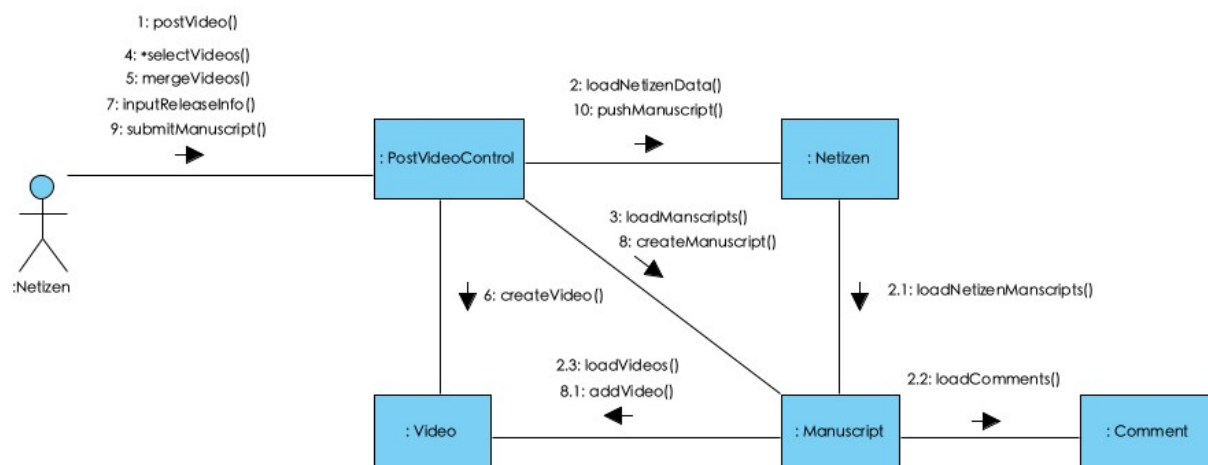 1: postVideo()
4: *selectVideos()
5: mergeVideos()
7: inputReleaseInfo()
9: submitManuscript()
2: loadNetizenData()
10: pushManuscript()
: PostVideoControl
: Netizen
:Netizen
3: loadManscripts()
8: createManuscript()
6: createVideo()
2.1: loadNetizenManscripts()
2.3: loadVideos()
8.1: addVideo()
2.2: loadComments()
: Video
: Manuscript
: Comment